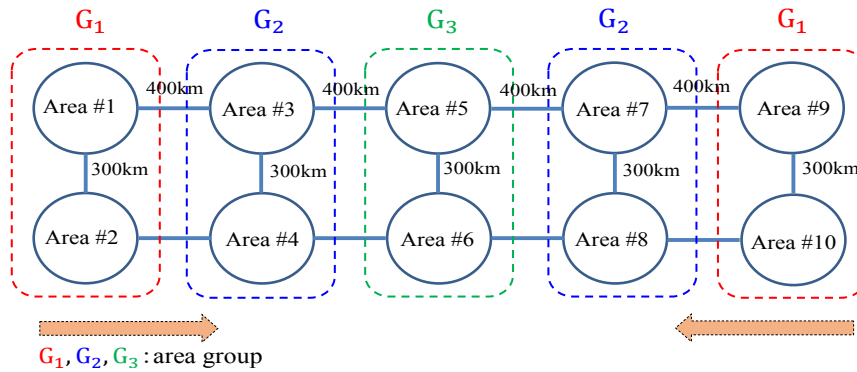 G₁ G₂ G₃ G₂ G₁
400km 400km 400km 400km
Area #1 Area #3 Area #5 Area #7 Area #9
300km 300km 300km 300km 300km
Area #2 Area #4 Area #6 Area #8 Area #10
G₁, G₂, G₃ : area group